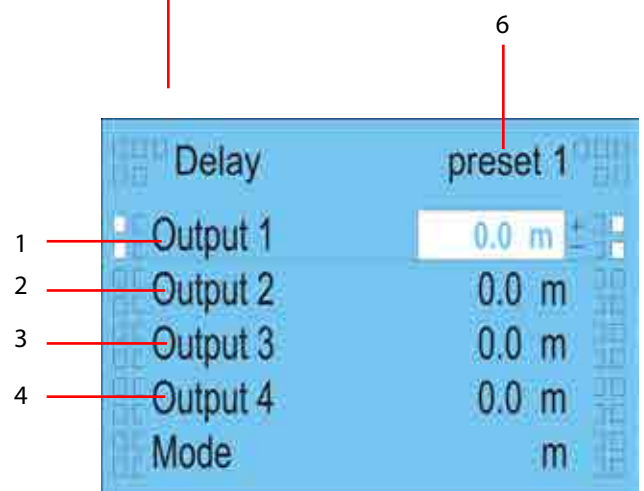 6
Delay preset 1
1 Output 1 0.0 m + -
2 Output 2 0.0 m
3 Output 3 0.0 m
4 Output 4 0.0 m
Mode m